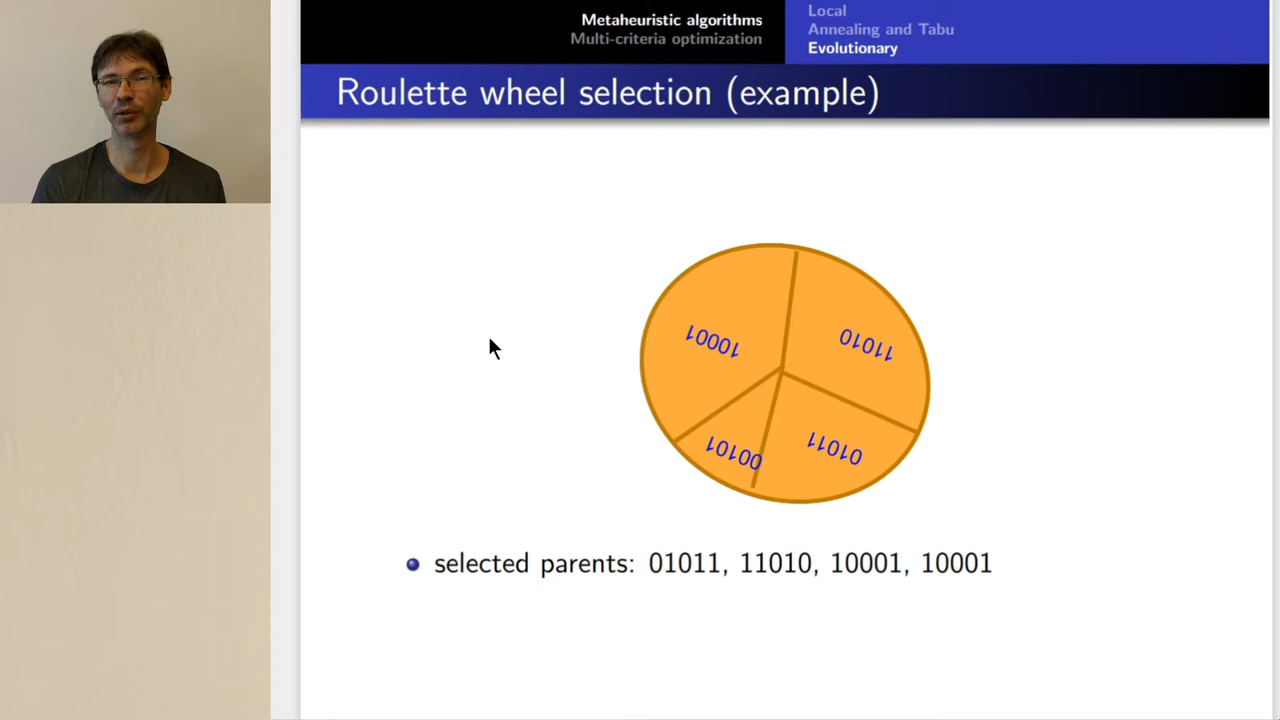 Metaheuristic algorithms
Multi-criteria optimization
Local
Annealing and Tabu
Evolutionary
Roulette wheel selection (example)
10001
11010
00101
01011
selected parents: 01011, 11010, 10001, 10001